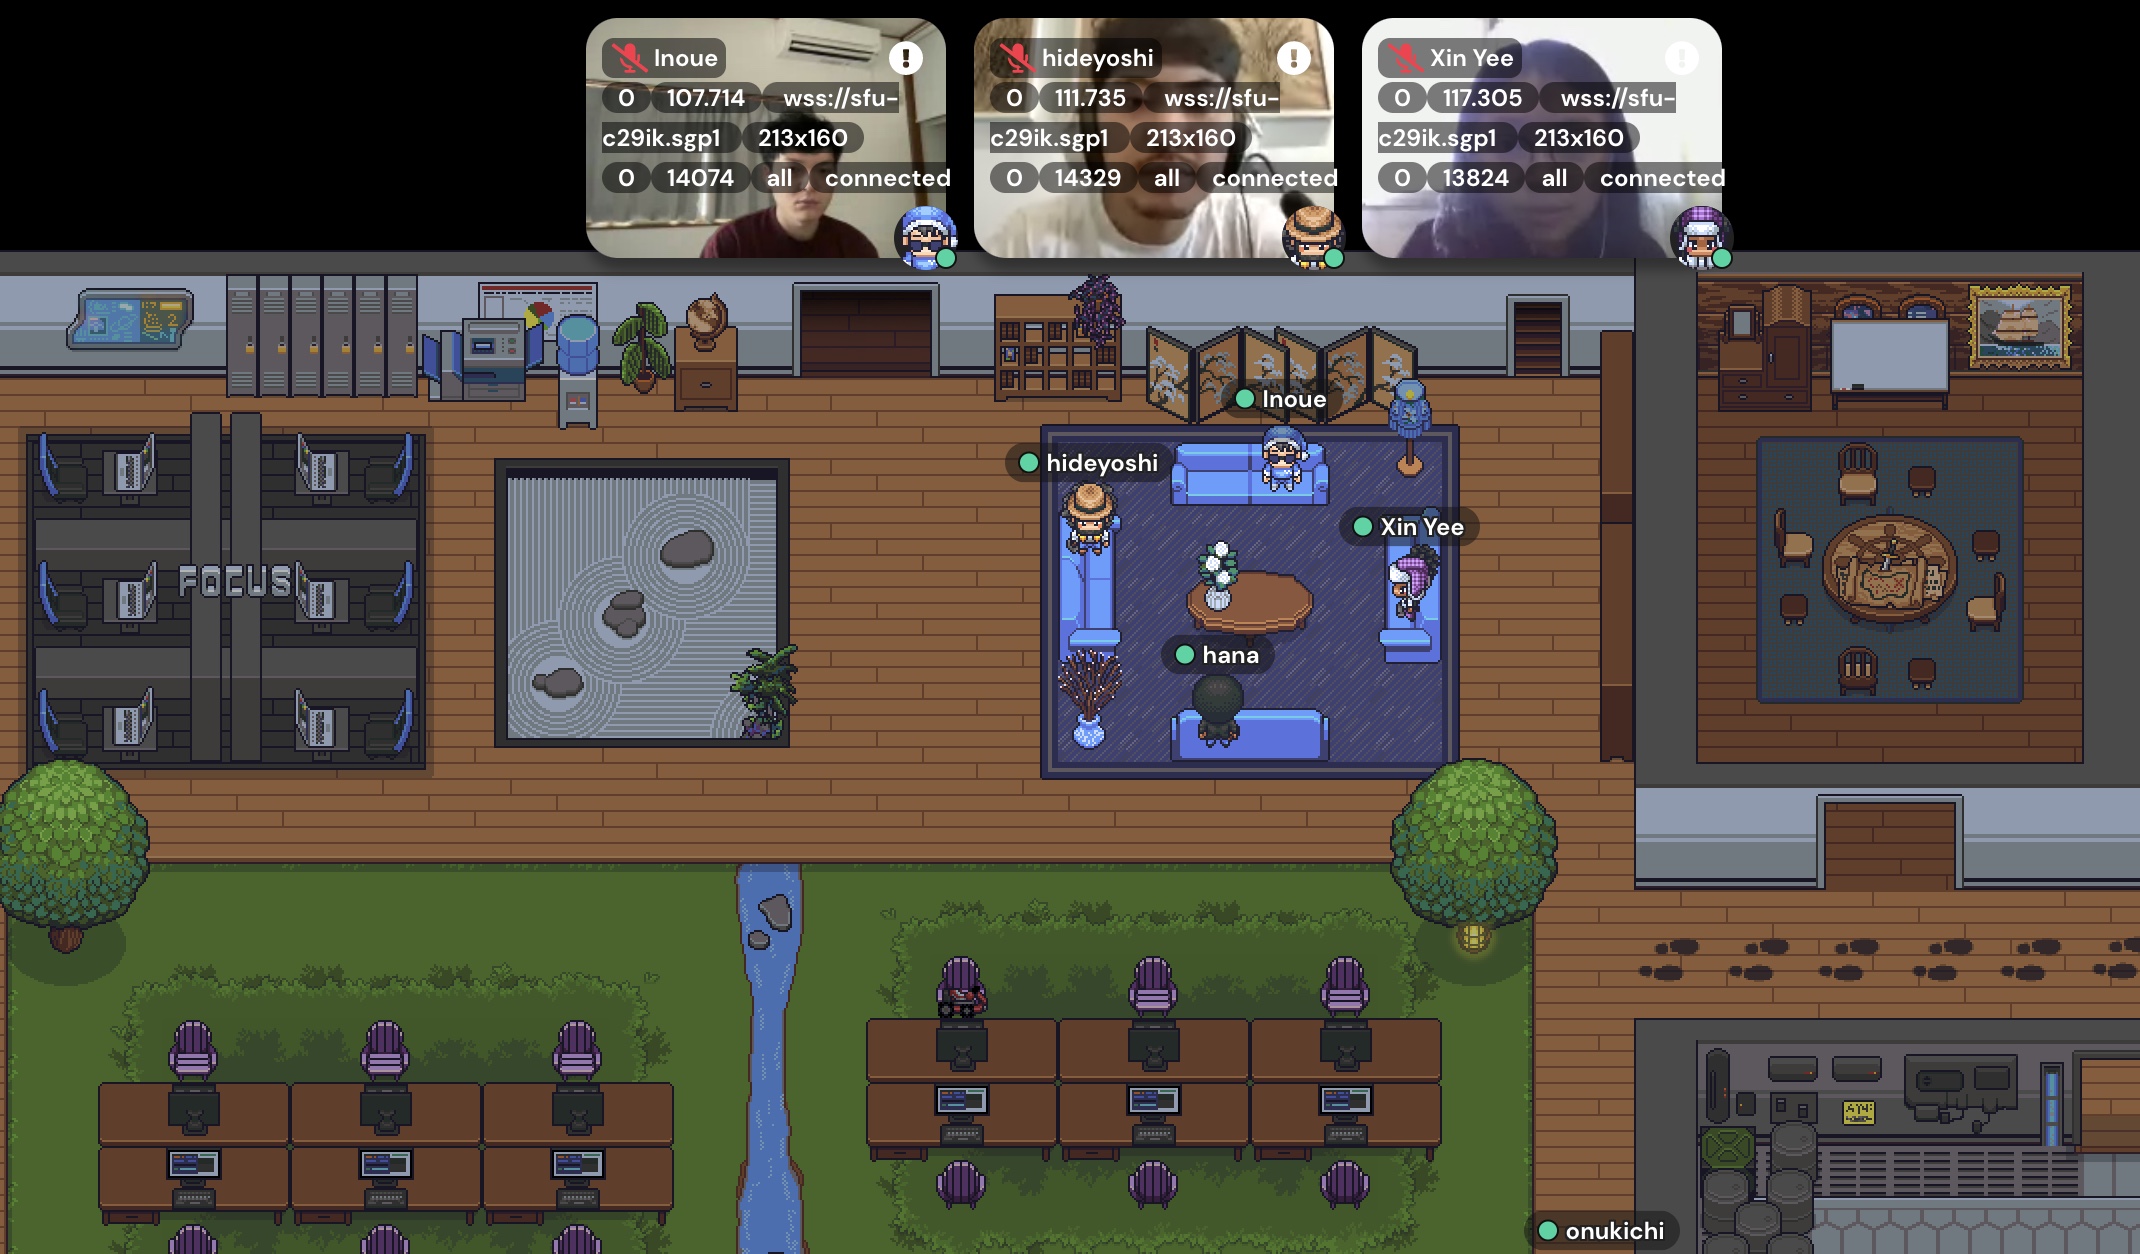 Inoue
0 107.714 wss://sfu-
c29ik.sgp1 213x160
0 14074 all connected
hideyoshi
0 111.735 wss://sfu-
c29ik.sgp1 213x160
0 14329 all connected
Xin Yee
0 117.305 wss://sfu-
c29ik.sgp1 213x160
0 13824 all connected
Inoue
hideyoshi
Xin Yee
FOCUS
hana
onukichi